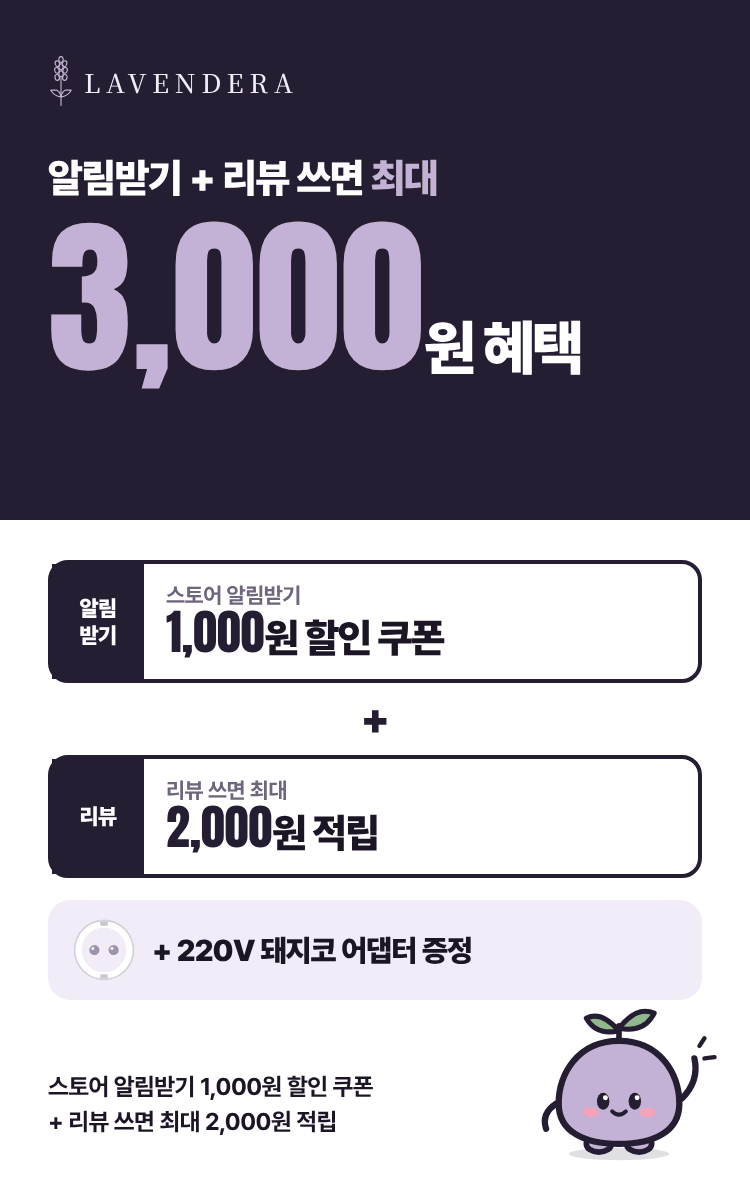 LAVENDERA
알림받기 + 리뷰 쓰면 최대
3,000원 혜택
알림
받기
스토어 알림받기
1,000원 할인 쿠폰
+
리뷰
리뷰 쓰면 최대
2,000원 적립
+ 220V 돼지코 어댑터 증정
스토어 알림받기 1,000원 할인 쿠폰
+ 리뷰 쓰면 최대 2,000원 적립